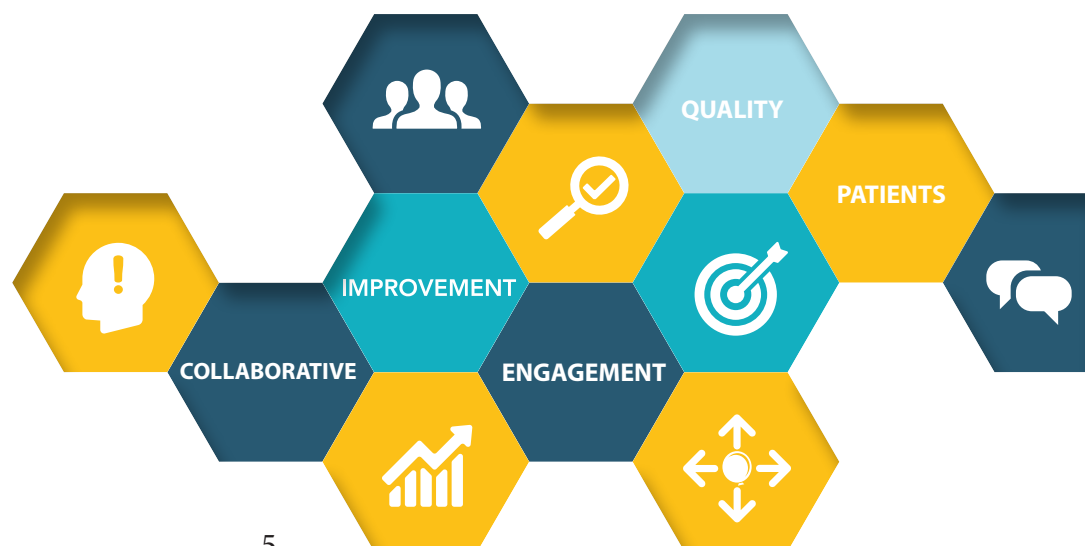 QUALITY
PATIENTS
IMPROVEMENT
COLLABORATIVE
ENGAGEMENT
5